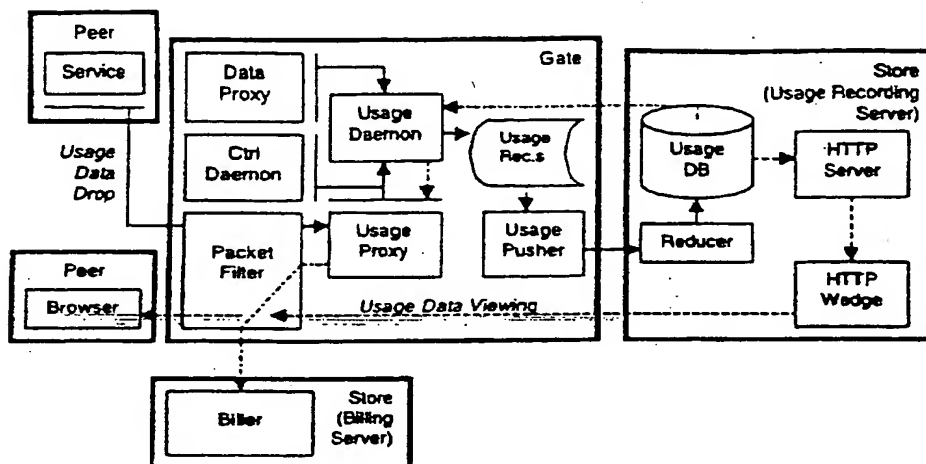 Peer
Service
Usage
Data
Drop
Peer
Browser
Gate
Data
Proxy
Ctrl
Daemon
Packet
Filter
Usage
Daemon
Usage
Proxy
Usage
Rec.s
Usage
Pusher
Usage Data Viewing
Store
(Usage Recording
Server)
Usage
DB
Reducer
HTTP
Server
HTTP
Wedge
Biller
Store
(Billing
Server)